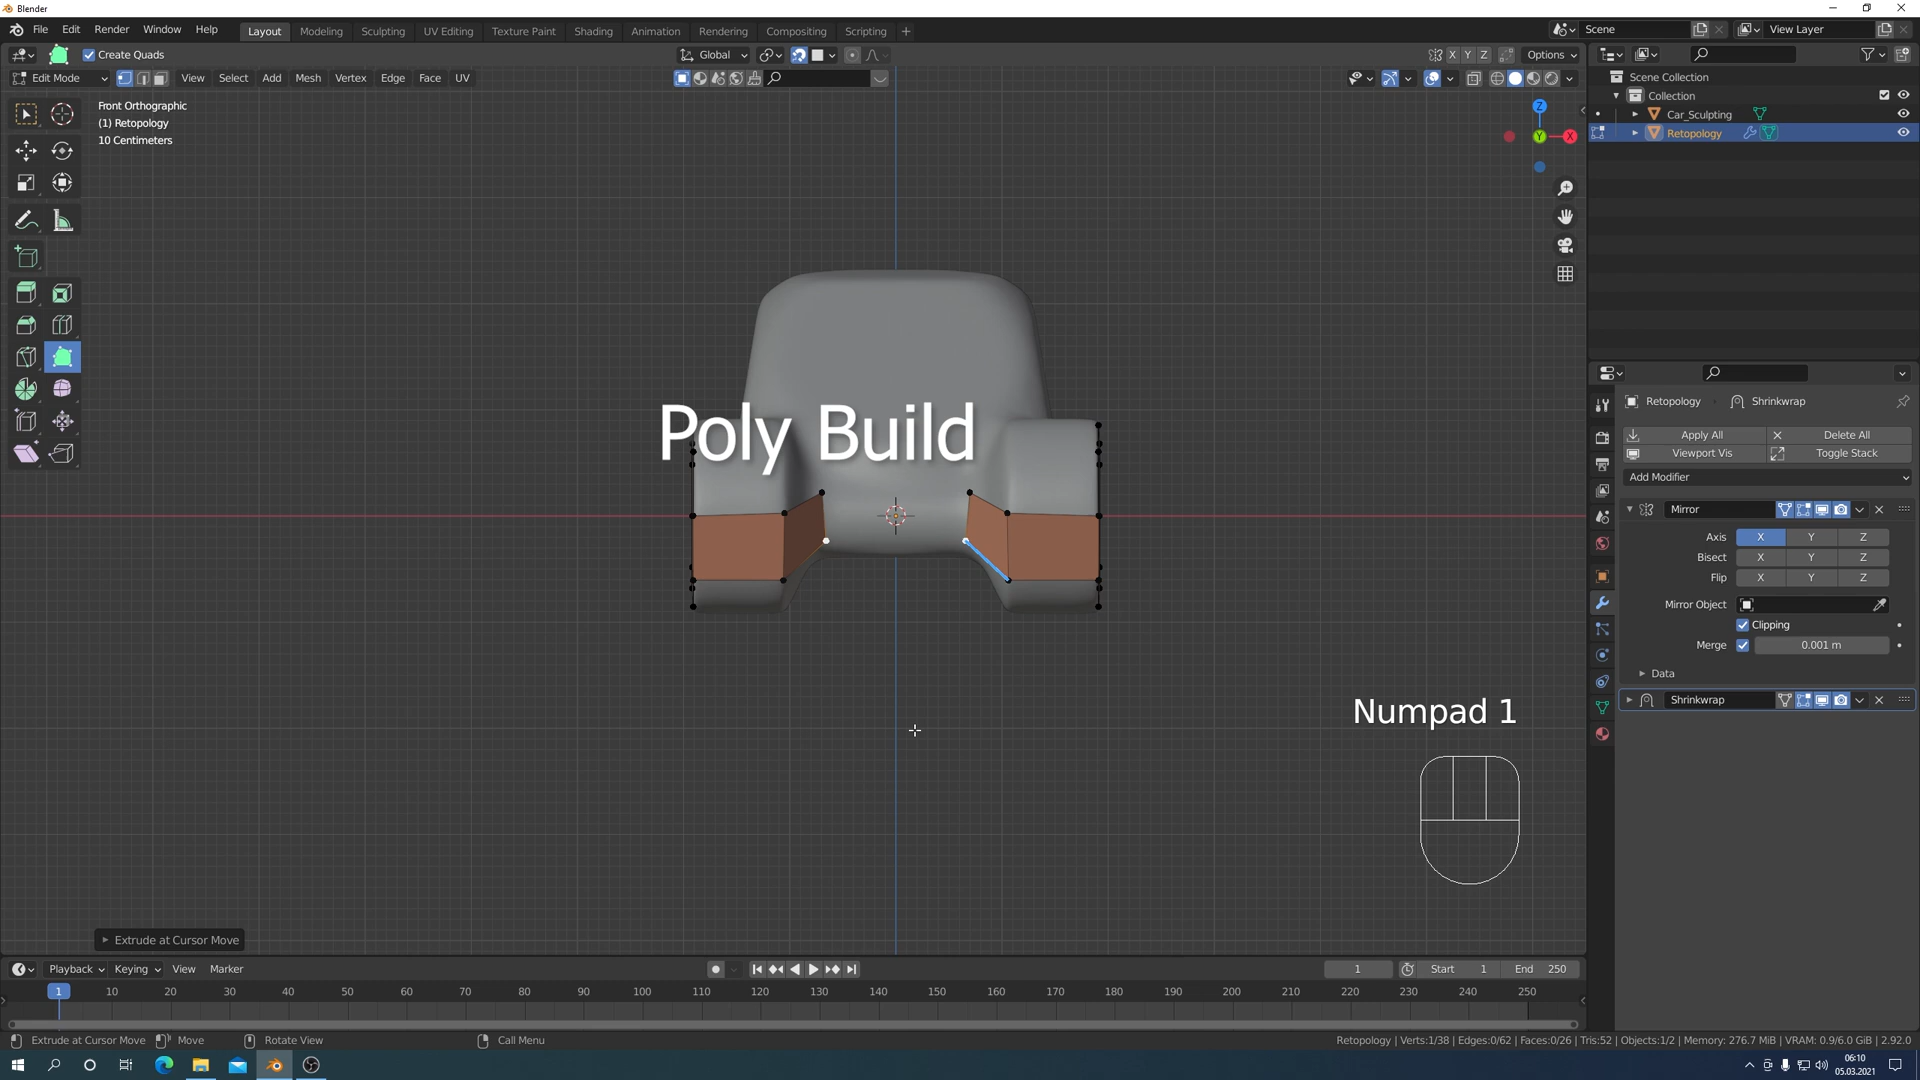 Blender
File Edit Render Window Help Layout Modeling Sculpting UV Editing Texture Paint Shading Animation Rendering Compositing Scripting + Scene View Layer
Create Quads Global X Y Z Options
Edit Mode View Select Add Mesh Vertex Edge Face UV
Front Orthographic
(1) Retopology
10 Centimeters
Z
Y
X
Scene Collection
Collection
Car_Sculpting
Retopology
Poly Build
Numpad 1
Retopology Shrinkwrap
Apply All Delete All
Viewport Vis Toggle Stack
Add Modifier
Mirror
Axis X Y Z
Bisect X Y Z
Flip X Y Z
Mirror Object
Clipping
Merge 0.001 m
Data
Shrinkwrap
Extrude at Cursor Move
Playback Keying View Marker 1 Start 1 End 250
1 10 20 30 40 50 60 70 80 90 100 110 120 130 140 150 160 170 180 190 200 210 220 230 240 250
Extrude at Cursor Move Move Rotate View Call Menu Retopology | Verts:1/38 | Edges:0/62 | Faces:0/26 | Tris:52 | Objects:1/2 | Memory: 276.7 MiB | VRAM: 0.9/6.0 GiB | 2.92.0
06:10
05.03.2021